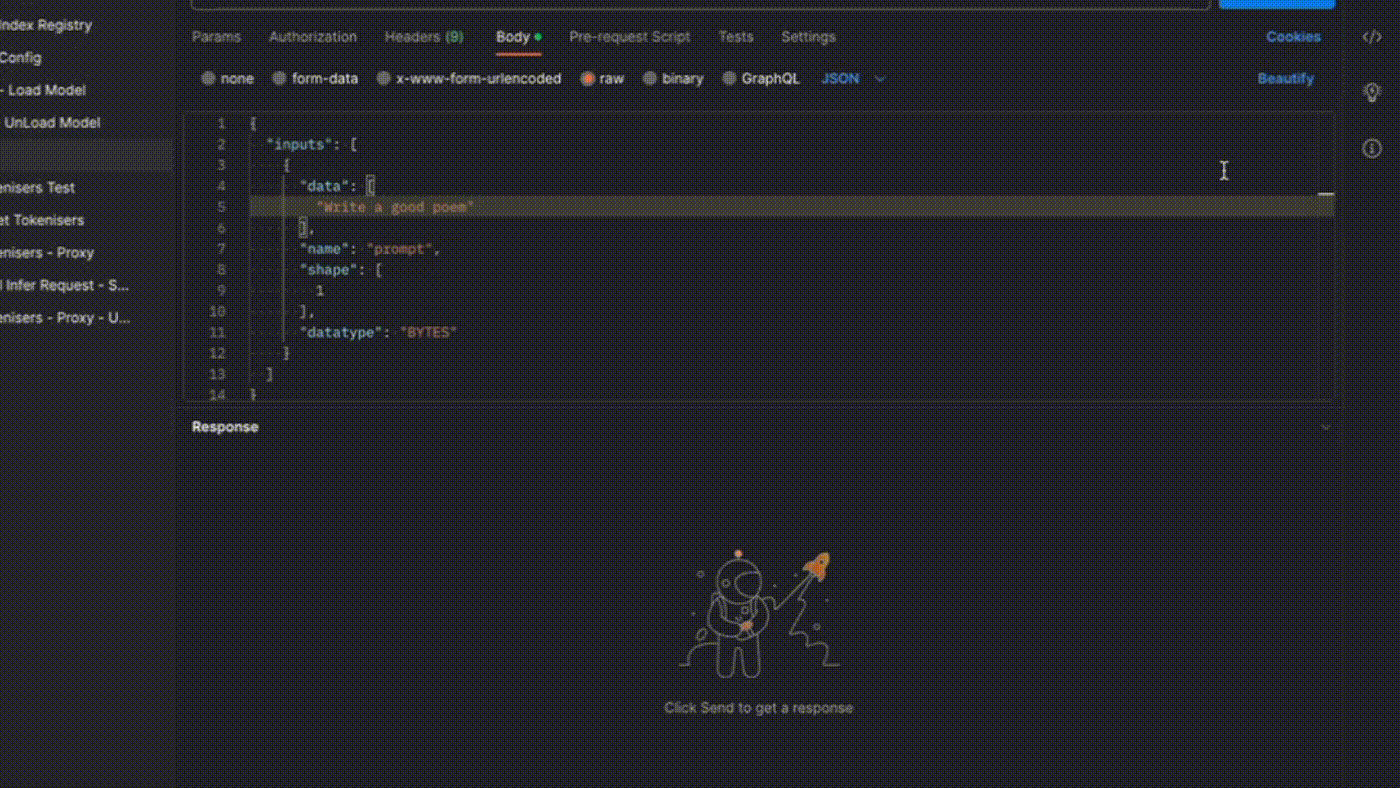 Index Registry
Config
- Load Model
UnLoad Model
enisers Test
et Tokenisers
enisers - Proxy
l Infer Request - S...
enisers - Proxy - U...
Params Authorization Headers (9) Body Pre-request Script Tests Settings Cookies
none form-data x-www-form-urlencoded raw binary GraphQL JSON Beautify
1 {
2 "inputs": [
3 {
4 "data": [
5 "Write a good poem"
6 ],
7 "name": "prompt",
8 "shape": [
9 1
10 ],
11 "datatype": "BYTES"
12 }
13 ]
14 }
Response
Click Send to get a response